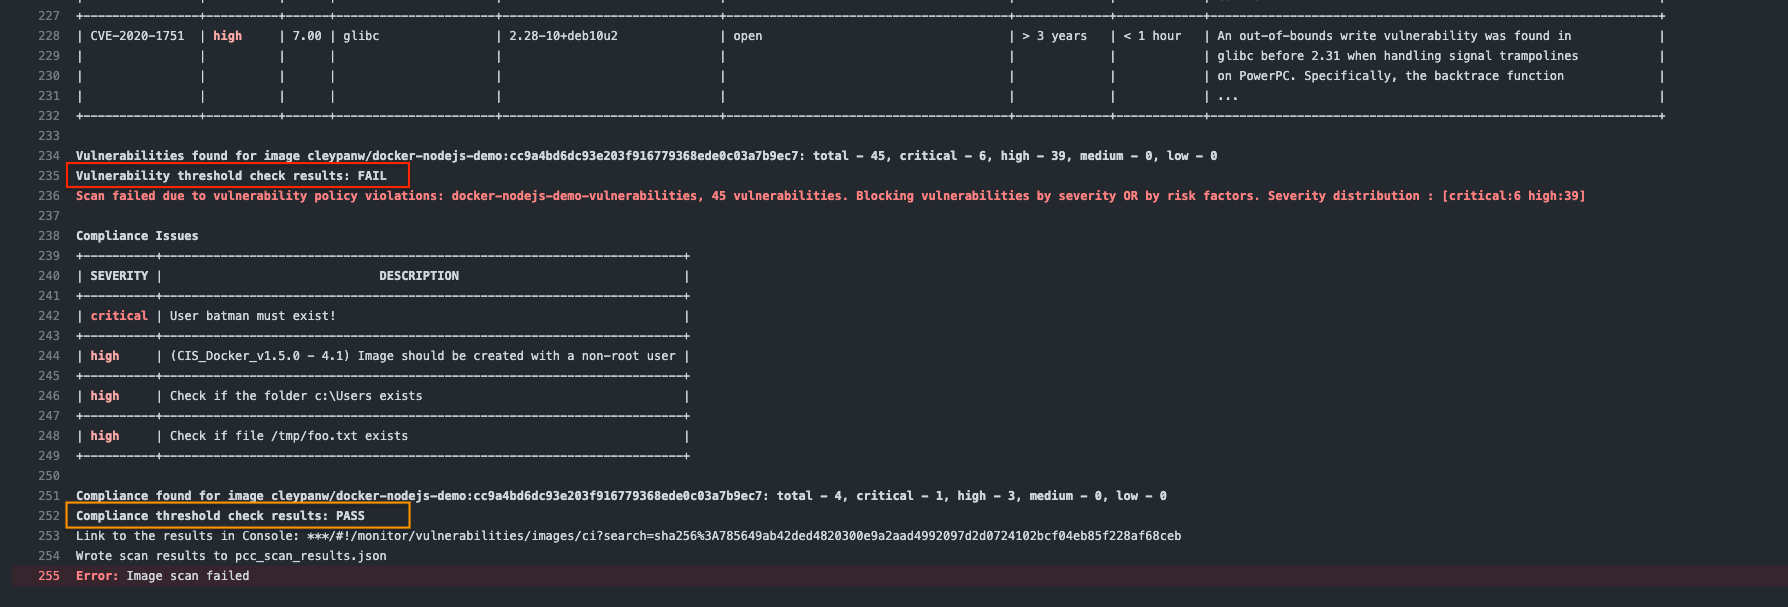 227 +----------------+----------+------+----------------------+------------------------------+---------------------------------------+-------------+------------+--------------------------------------------------------------+
228 | CVE-2020-1751 | high | 7.00 | glibc | 2.28-10+deb10u2 | open | > 3 years | < 1 hour | An out-of-bounds write vulnerability was found in |
229 | | | | | | | | | glibc before 2.31 when handling signal trampolines |
230 | | | | | | | | | on PowerPC. Specifically, the backtrace function |
231 | | | | | | | | | ... |
232 +----------------+----------+------+----------------------+------------------------------+---------------------------------------+-------------+------------+--------------------------------------------------------------+
233
234 Vulnerabilities found for image cleypanw/docker-nodejs-demo:cc9a4bd6dc93e203f916779368ede0c03a7b9ec7: total - 45, critical - 6, high - 39, medium - 0, low - 0
235 Vulnerability threshold check results: FAIL
236 Scan failed due to vulnerability policy violations: docker-nodejs-demo-vulnerabilities, 45 vulnerabilities. Blocking vulnerabilities by severity OR by risk factors. Severity distribution : [critical:6 high:39]
237
238 Compliance Issues
239 +----------+------------------------------------------------------------------------+
240 | SEVERITY | DESCRIPTION |
241 +----------+------------------------------------------------------------------------+
242 | critical | User batman must exist! |
243 +----------+------------------------------------------------------------------------+
244 | high | (CIS_Docker_v1.5.0 - 4.1) Image should be created with a non-root user |
245 +----------+------------------------------------------------------------------------+
246 | high | Check if the folder c:\Users exists |
247 +----------+------------------------------------------------------------------------+
248 | high | Check if file /tmp/foo.txt exists |
249 +----------+------------------------------------------------------------------------+
250
251 Compliance found for image cleypanw/docker-nodejs-demo:cc9a4bd6dc93e203f916779368ede0c03a7b9ec7: total - 4, critical - 1, high - 3, medium - 0, low - 0
252 Compliance threshold check results: PASS
253 Link to the results in Console: ***/#!/monitor/vulnerabilities/images/ci?search=sha256%3A785649ab42ded4820300e9a2aad4992097d2d0724102bcf04eb85f228af68ceb
254 Wrote scan results to pcc_scan_results.json
255 Error: Image scan failed